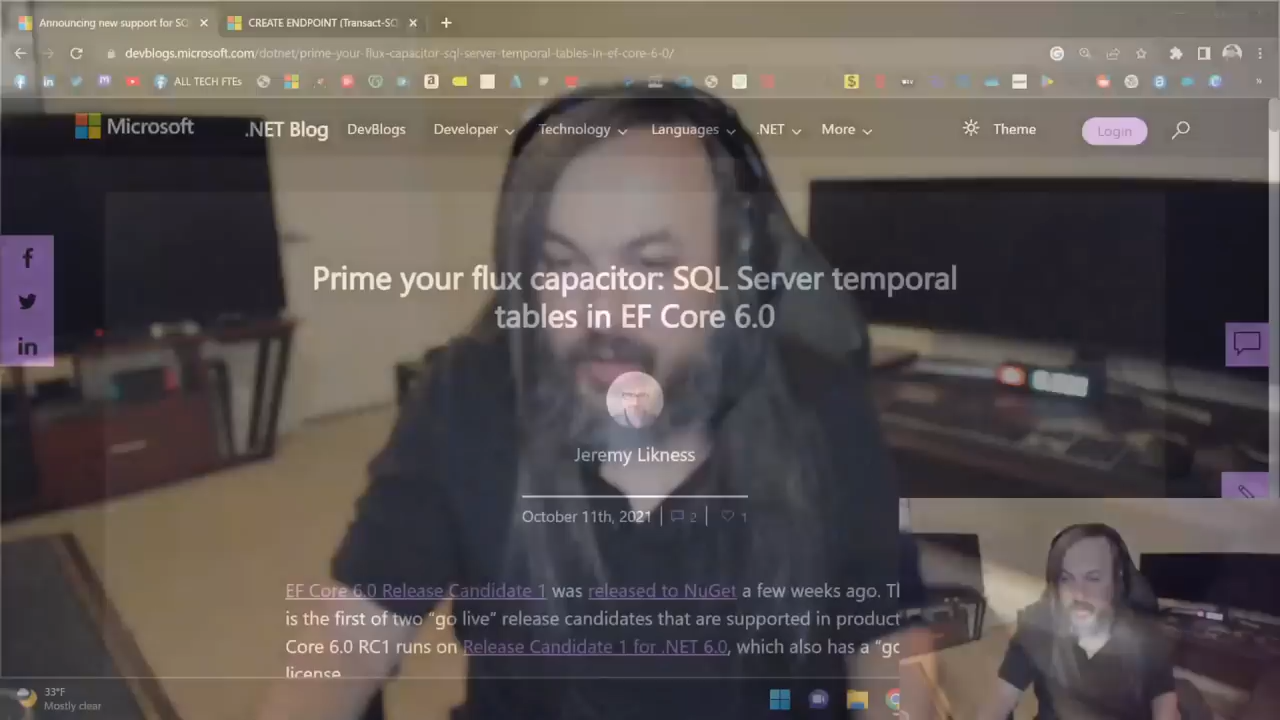 Announcing new support for SQ
CREATE ENDPOINT (Transact-SQ
devblogs.microsoft.com/dotnet/prime-your-flux-capacitor-sql-server-temporal-tables-in-ef-core-6-0/
ALL TECH FTEs
Microsoft
.NET Blog
DevBlogs
Developer
Technology
Languages
.NET
More
Theme
Login
Prime your flux capacitor: SQL Server temporal
tables in EF Core 6.0
Jeremy Likness
October 11th, 2021
2
1
EF Core 6.0 Release Candidate 1 was released to NuGet a few weeks ago. Th
is the first of two “go live” release candidates that are supported in product
Core 6.0 RC1 runs on Release Candidate 1 for .NET 6.0, which also has a “go
license.
33°F
Mostly clear